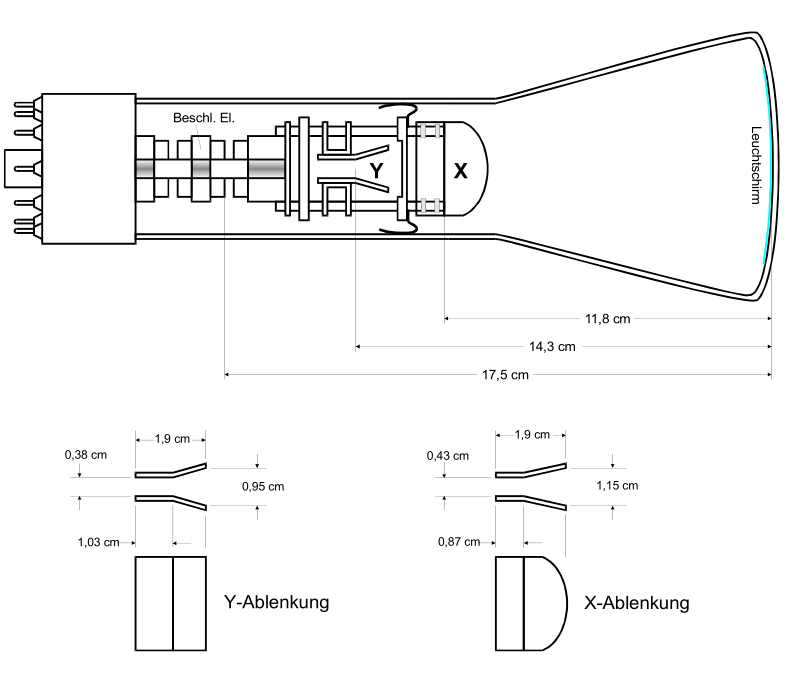 Beschl. El.
Y
X
Leuchtschirm
11,8 cm
14,3 cm
17,5 cm
1,9 cm
0,38 cm
0,95 cm
1,03 cm
Y-Ablenkung
1,9 cm
0,43 cm
1,15 cm
0,87 cm
X-Ablenkung